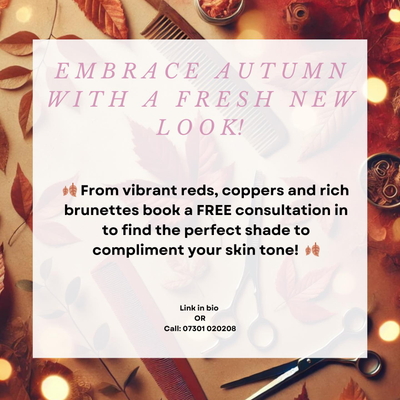 EMBRACE AUTUMN
WITH A FRESH NEW
LOOK!
From vibrant reds, coppers and rich
brunettes book a FREE consultation in
to find the perfect shade to
compliment your skin tone!
Link in bio
OR
Call: 07301 020208